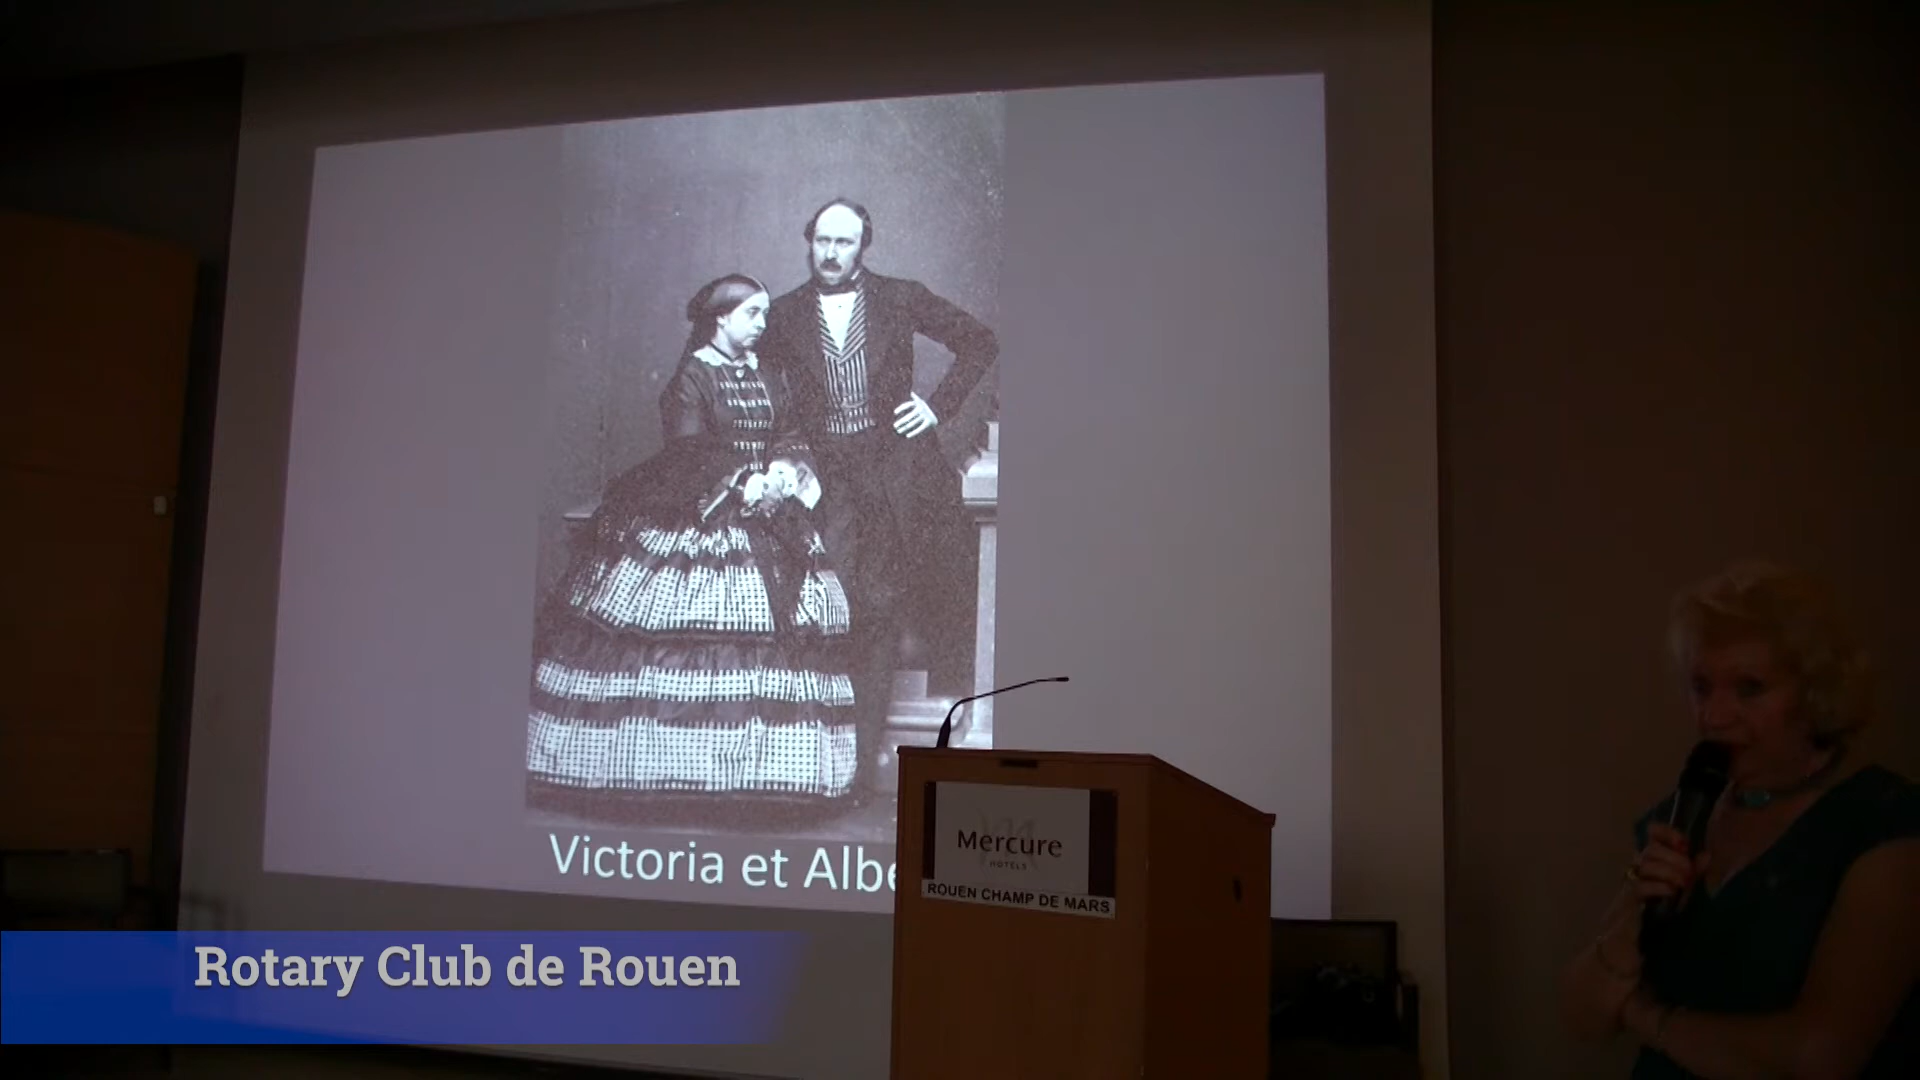 Victoria et Albe
Mercure
HOTELS
ROUEN CHAMP DE MARS
Rotary Club de Rouen